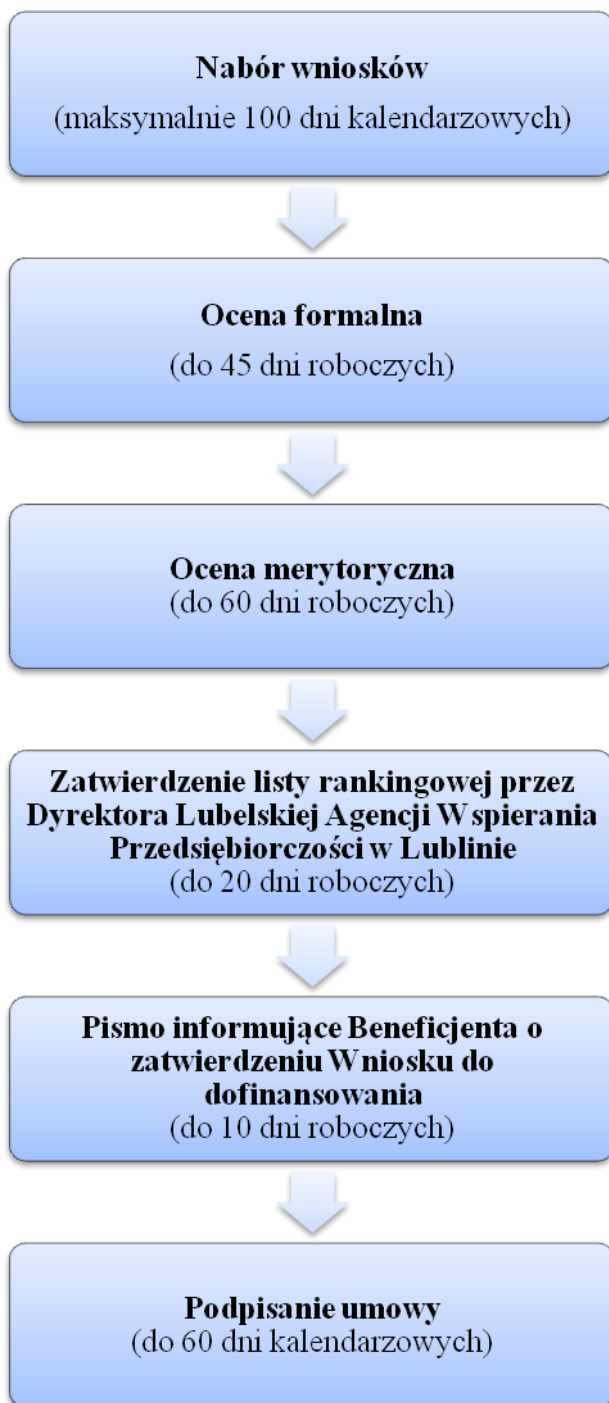 Nabór wniosków
(maksymalnie 100 dni kalendarzowych)
Ocena formalna
(do 45 dni roboczych)
Ocena merytoryczna
(do 60 dni roboczych)
Zatwierdzenie listy rankingowej przez
Dyrektora Lubelskiej Agencji Wspierania
Przedsiębiorczości w Lublinie
(do 20 dni roboczych)
Pismo informujące Beneficjenta o
zatwierdzeniu Wniosku do
dofinansowania
(do 10 dni roboczych)
Podpisanie umowy
(do 60 dni kalendarzowych)